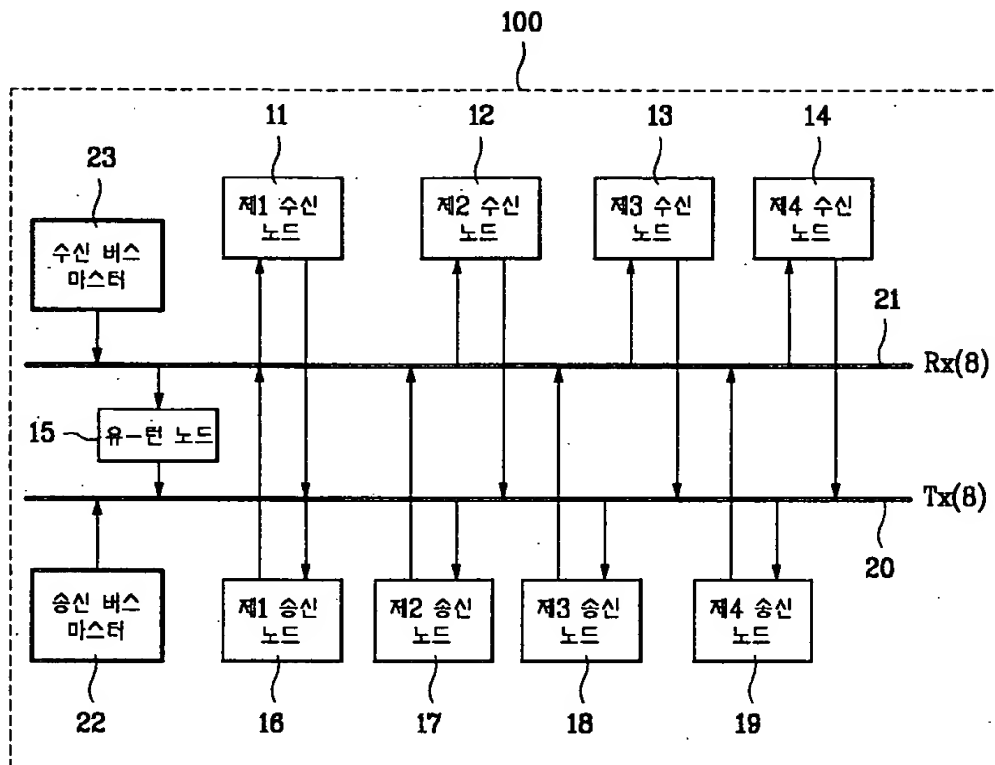 100
11
12
13
14
23
제1 수신
노드
제2 수신
노드
제3 수신
노드
제4 수신
노드
수신 버스
마스터
21
Rx(8)
15
유-턴 노드
Tx(8)
20
송신 버스
마스터
제1 송신
노드
제2 송신
노드
제3 송신
노드
제4 송신
노드
22
16
17
18
19